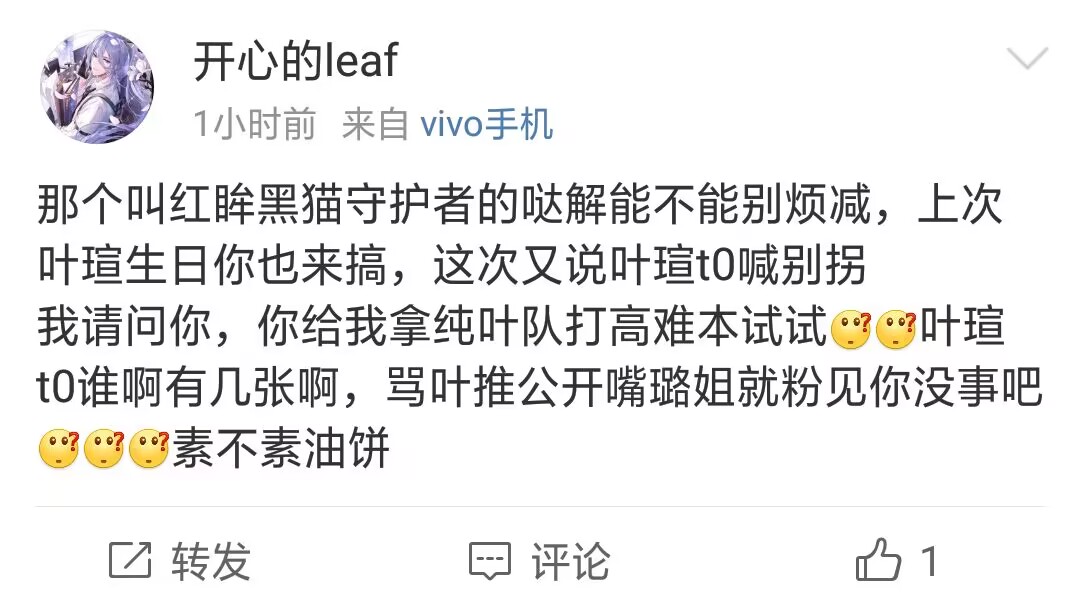 开心的leaf
1小时前 来自 vivo手机
那个叫红眸黑猫守护者的哒解能不能别烦减，上次
叶瑄生日你也来搞，这次又说叶瑄t0喊别拐
我请问你，你给我拿纯叶队打高难本试试叶瑄
t0谁啊有几张啊，骂叶推公开嘴璐姐就粉见你没事吧
素不素油饼
转发 评论 1